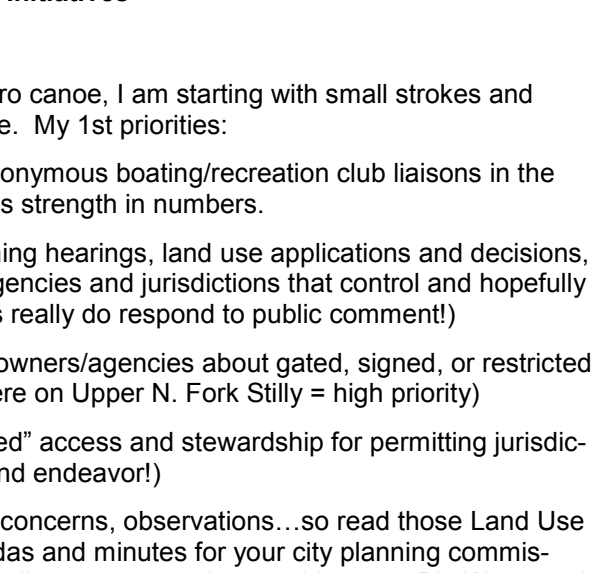 ro canoe, I am starting with small strokes and
e.  My 1st priorities:
onymous boating/recreation club liaisons in the
s strength in numbers.
ing hearings, land use applications and decisions,
gencies and jurisdictions that control and hopefully
s really do respond to public comment!)
owners/agencies about gated, signed, or restricted
ere on Upper N. Fork Stilly = high priority)
ed” access and stewardship for permitting jurisdic-
nd endeavor!)
concerns, observations…so read those Land Use
das and minutes for your city planning commis-